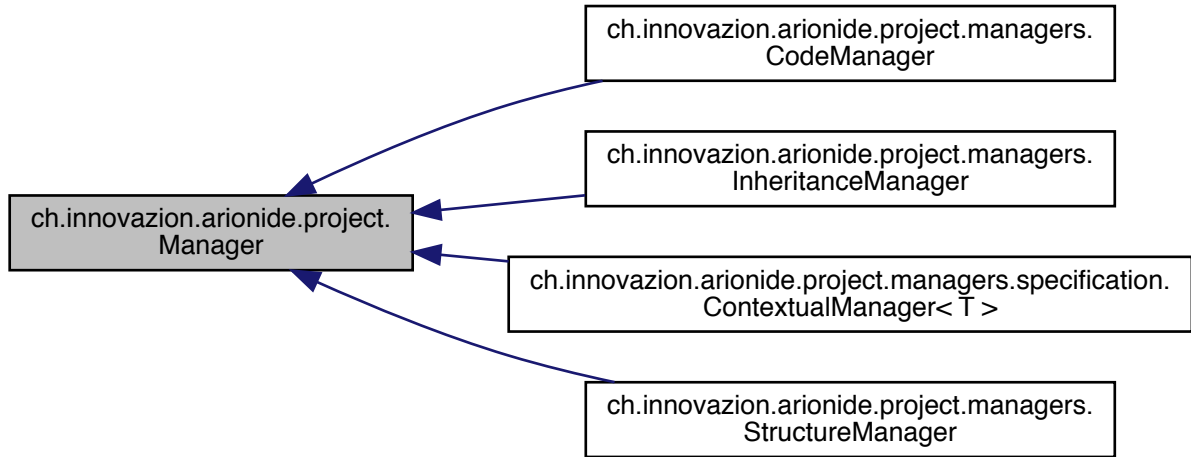 ch.innovazion.arionide.project.managers.
CodeManager
ch.innovazion.arionide.project.managers.
InheritanceManager
ch.innovazion.arionide.project.
Manager
ch.innovazion.arionide.project.managers.specification.
ContextualManager< T >
ch.innovazion.arionide.project.managers.
StructureManager